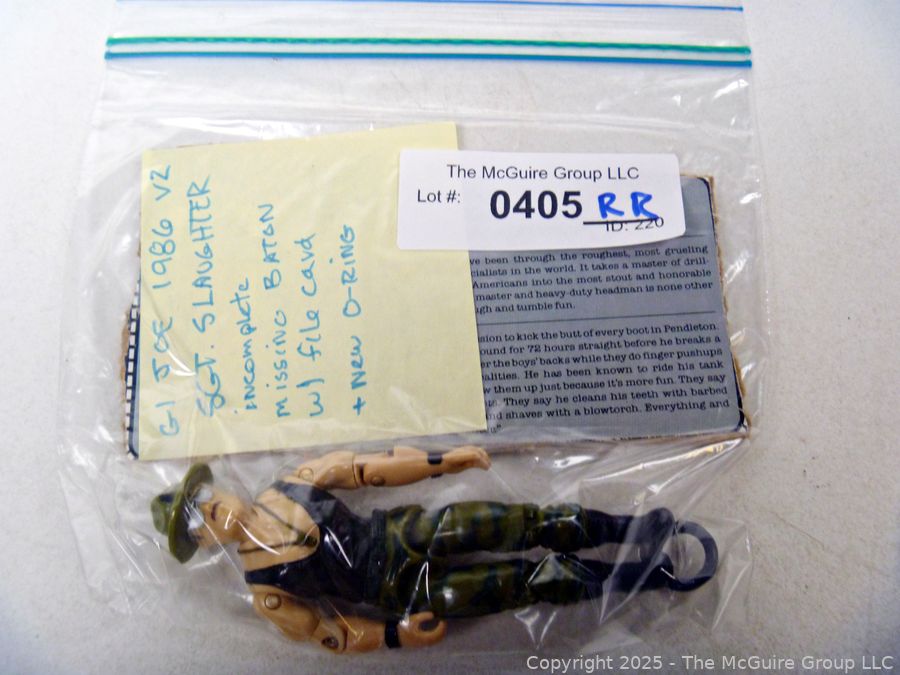 The McGuire Group LLC
Lot #: 0405 RR
ID: 220
GI JOE 1986 V2
SGT. SLAUGHTER
incomplete
missing BATON
w/ file card
+ New O-RING
ve been through the roughest, most grueling
ialists in the world. It takes a master of drill-
Americans into the most stout and honorable
master and heavy-duty headman is none other
gh and tumble fun.
sion to kick the butt of every boot in Pendleton.
ound for 72 hours straight before he breaks a
r the boys' backs while they do finger pushups
alities. He has been known to ride his tank
w them up just because it's more fun. They say
They say he cleans his teeth with barbed
nd shaves with a blowtorch. Everything and
Copyright © 2025 - The McGuire Group LLC